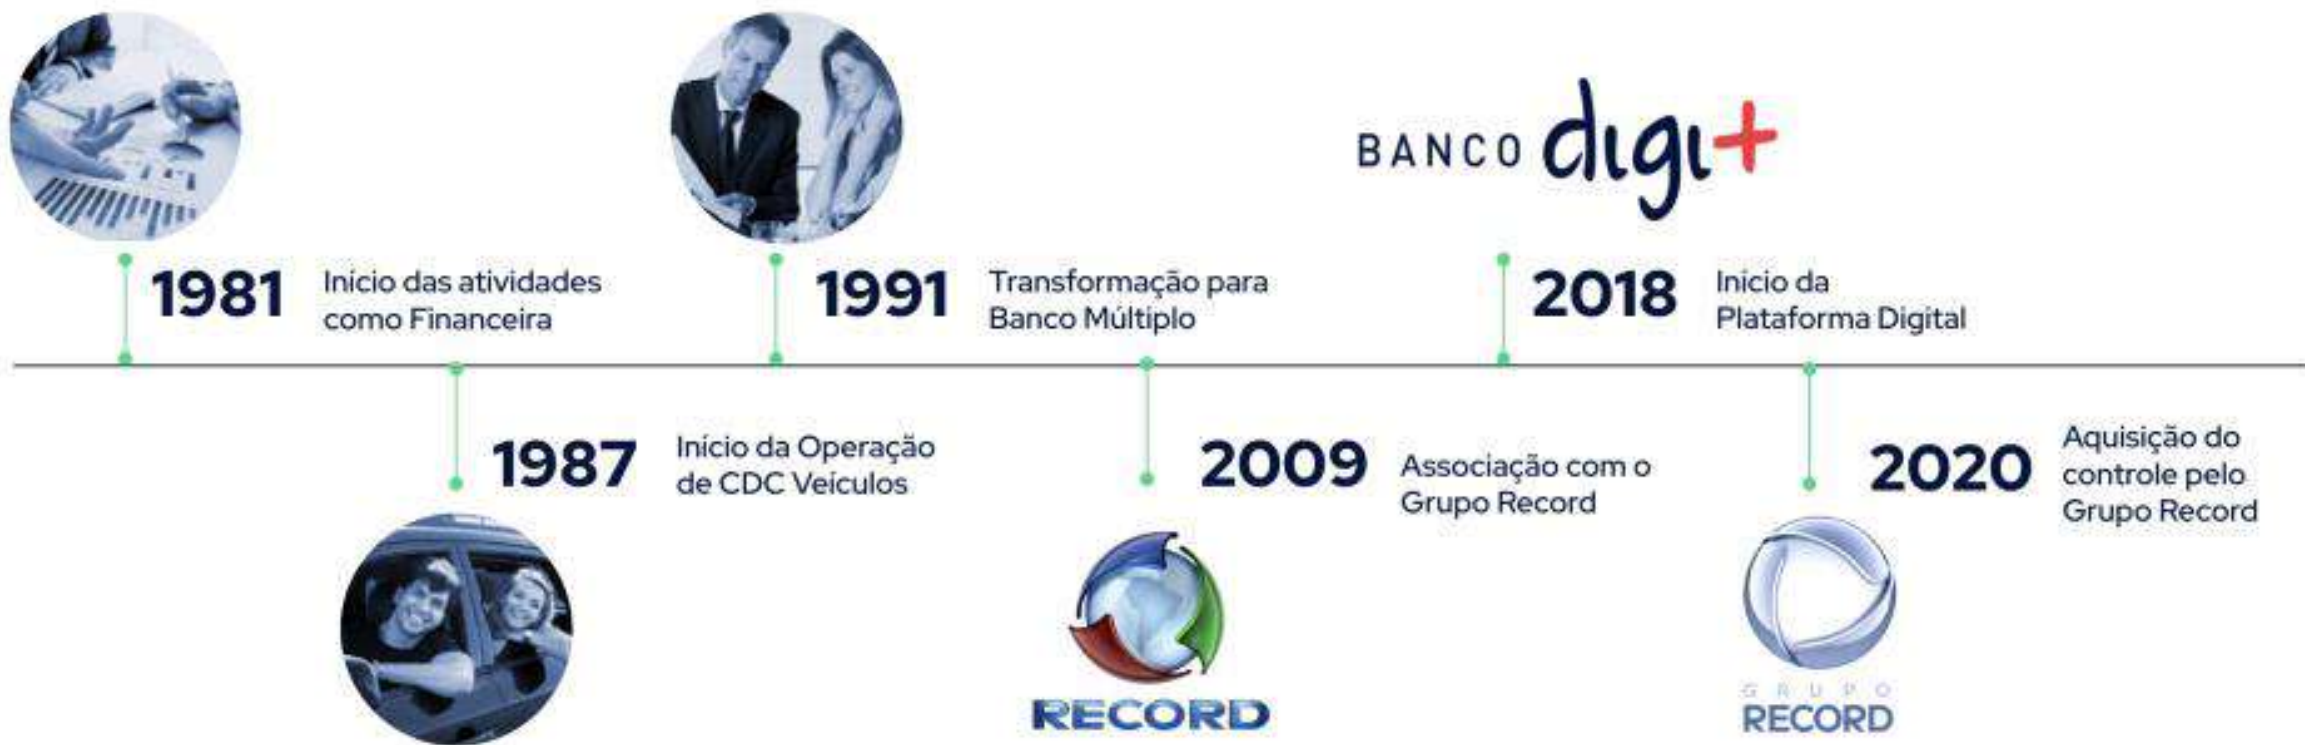 BANCO digi+
1981
Início das atividades
como Financeira
1991
Transformação para
Banco Múltiplo
2018
Início da
Plataforma Digital
1987
Início da Operação
de CDC Veículos
2009
Associação com o
Grupo Record
2020
Aquisição do
controle pelo
Grupo Record
RECORD
GRUPO
RECORD